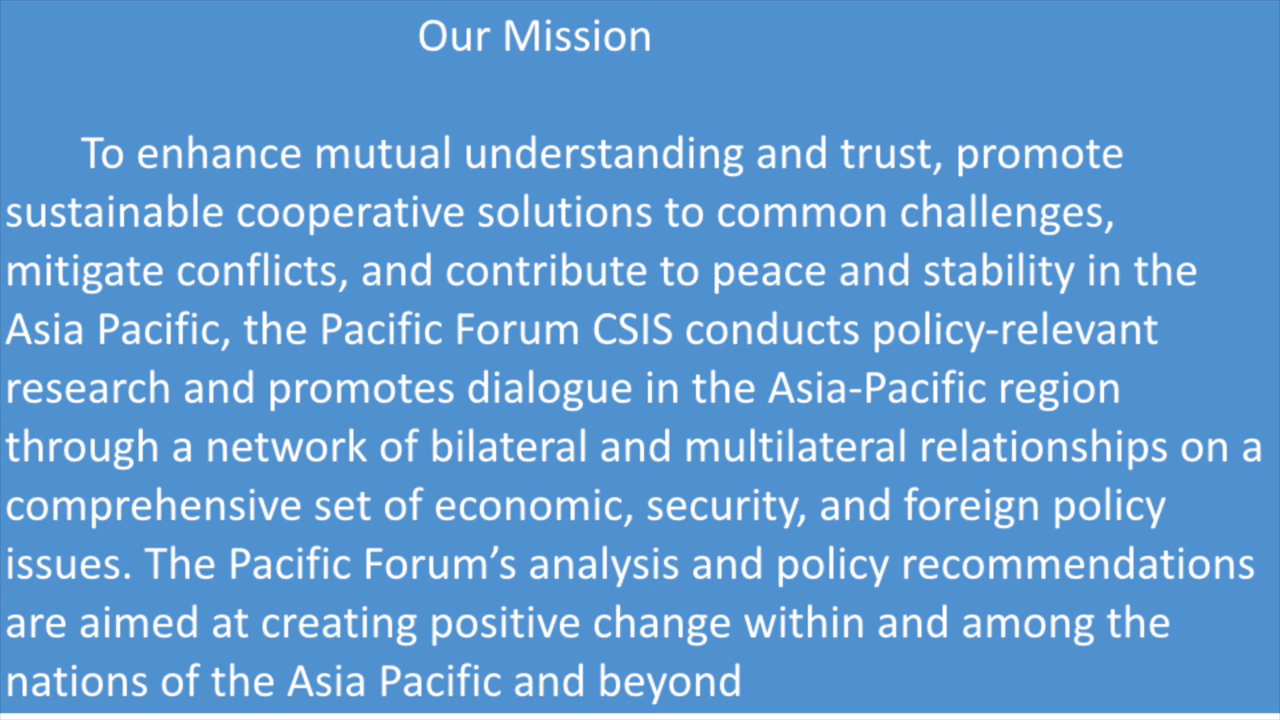 Our Mission
To enhance mutual understanding and trust, promote
sustainable cooperative solutions to common challenges,
mitigate conflicts, and contribute to peace and stability in the
Asia Pacific, the Pacific Forum CSIS conducts policy-relevant
research and promotes dialogue in the Asia-Pacific region
through a network of bilateral and multilateral relationships on a
comprehensive set of economic, security, and foreign policy
issues. The Pacific Forum’s analysis and policy recommendations
are aimed at creating positive change within and among the
nations of the Asia Pacific and beyond